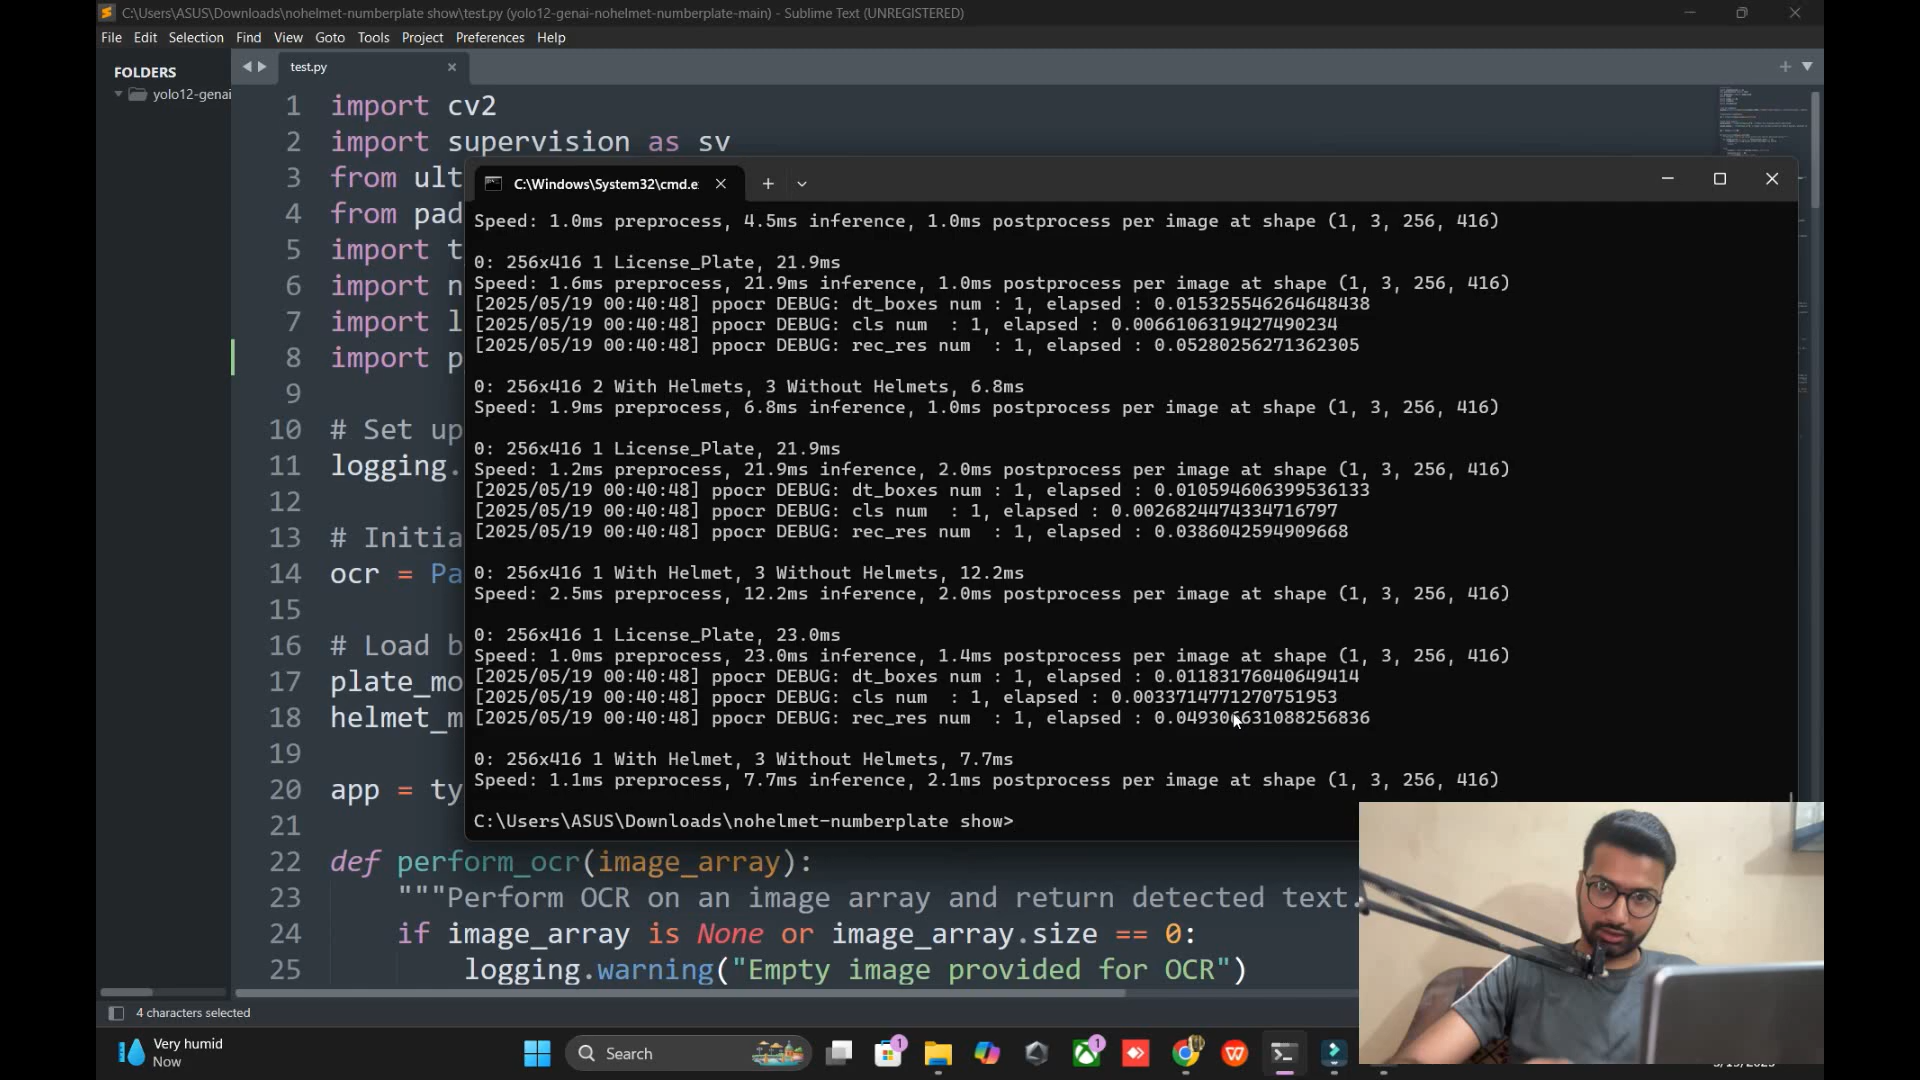 C:\Users\ASUS\Downloads\nohelmet-numberplate show\test.py (yolo12-genai-nohelmet-numberplate-main) - Sublime Text (UNREGISTERED)
File Edit Selection Find View Goto Tools Project Preferences Help
FOLDERS
yolo12-genai
test.py
1 import cv2
2 import supervision as sv
3 from ult
4 from pad
5 import t
6 import n
7 import l
8 import p
9
10 # Set up
11 logging.
12
13 # Initia
14 ocr = Pa
15
16 # Load b
17 plate_mo
18 helmet_m
19
20 app = ty
21
22 def perform_ocr(image_array):
23 """Perform OCR on an image array and return detected text.
24 if image_array is None or image_array.size == 0:
25 logging.warning("Empty image provided for OCR")
C:\Windows\System32\cmd.e
Speed: 1.0ms preprocess, 4.5ms inference, 1.0ms postprocess per image at shape (1, 3, 256, 416)
0: 256x416 1 License_Plate, 21.9ms
Speed: 1.6ms preprocess, 21.9ms inference, 1.0ms postprocess per image at shape (1, 3, 256, 416)
[2025/05/19 00:40:48] ppocr DEBUG: dt_boxes num : 1, elapsed : 0.015325546264648438
[2025/05/19 00:40:48] ppocr DEBUG: cls num  : 1, elapsed : 0.0066106319427490234
[2025/05/19 00:40:48] ppocr DEBUG: rec_res num  : 1, elapsed : 0.05280256271362305
0: 256x416 2 With Helmets, 3 Without Helmets, 6.8ms
Speed: 1.9ms preprocess, 6.8ms inference, 1.0ms postprocess per image at shape (1, 3, 256, 416)
0: 256x416 1 License_Plate, 21.9ms
Speed: 1.2ms preprocess, 21.9ms inference, 2.0ms postprocess per image at shape (1, 3, 256, 416)
[2025/05/19 00:40:48] ppocr DEBUG: dt_boxes num : 1, elapsed : 0.010594606399536133
[2025/05/19 00:40:48] ppocr DEBUG: cls num  : 1, elapsed : 0.0026824474334716797
[2025/05/19 00:40:48] ppocr DEBUG: rec_res num  : 1, elapsed : 0.0386042594909668
0: 256x416 1 With Helmet, 3 Without Helmets, 12.2ms
Speed: 2.5ms preprocess, 12.2ms inference, 2.0ms postprocess per image at shape (1, 3, 256, 416)
0: 256x416 1 License_Plate, 23.0ms
Speed: 1.0ms preprocess, 23.0ms inference, 1.4ms postprocess per image at shape (1, 3, 256, 416)
[2025/05/19 00:40:48] ppocr DEBUG: dt_boxes num : 1, elapsed : 0.01183176040649414
[2025/05/19 00:40:48] ppocr DEBUG: cls num  : 1, elapsed : 0.0033714771270751953
[2025/05/19 00:40:48] ppocr DEBUG: rec_res num  : 1, elapsed : 0.049306631088256836
0: 256x416 1 With Helmet, 3 Without Helmets, 7.7ms
Speed: 1.1ms preprocess, 7.7ms inference, 2.1ms postprocess per image at shape (1, 3, 256, 416)
C:\Users\ASUS\Downloads\nohelmet-numberplate show>
4 characters selected
Very humid
Now
Search
1
1